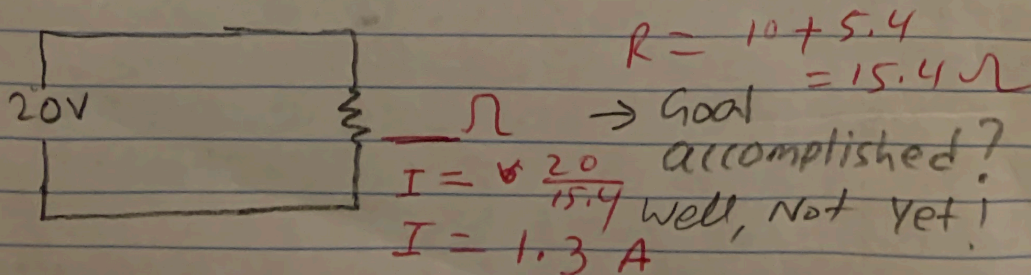 R = 10 + 5.4
= 15.4 Ω
20V
___ Ω → Goal
accomplished?
I = 20/15.4 Well, Not Yet!
I = 1.3 A